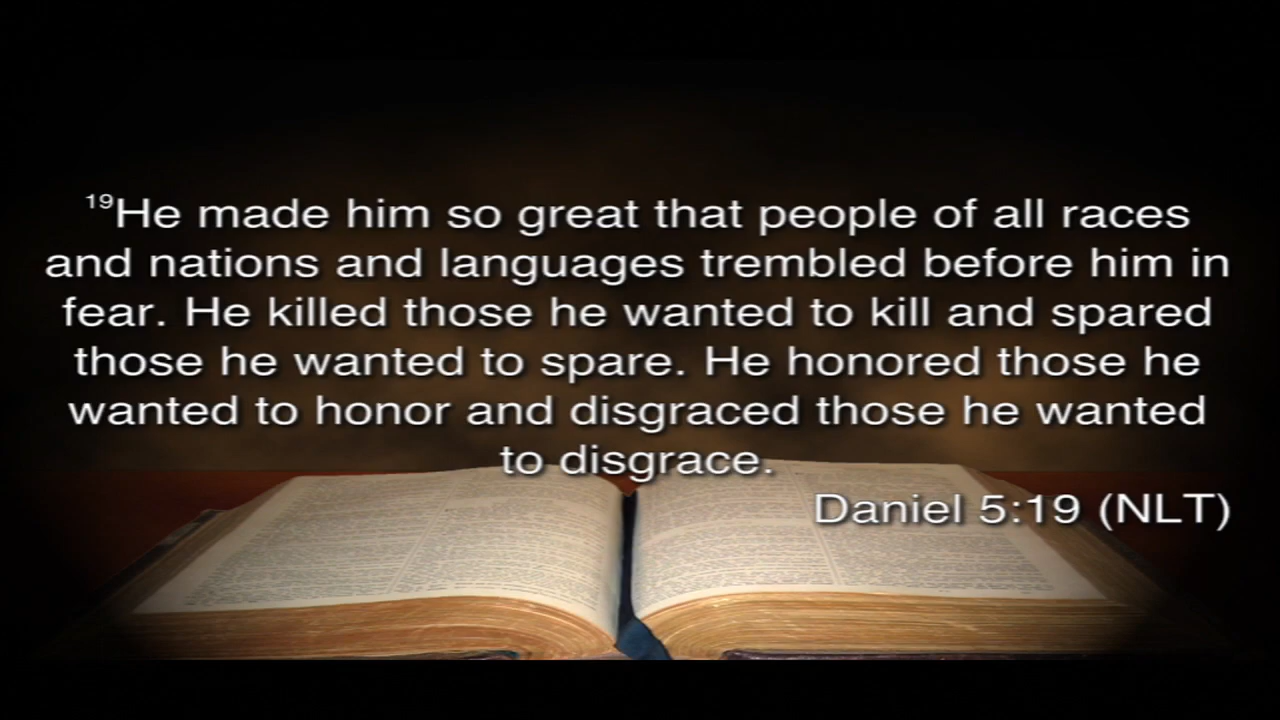 19He made him so great that people of all races
and nations and languages trembled before him in
fear. He killed those he wanted to kill and spared
those he wanted to spare. He honored those he
wanted to honor and disgraced those he wanted
to disgrace.
Daniel 5:19 (NLT)